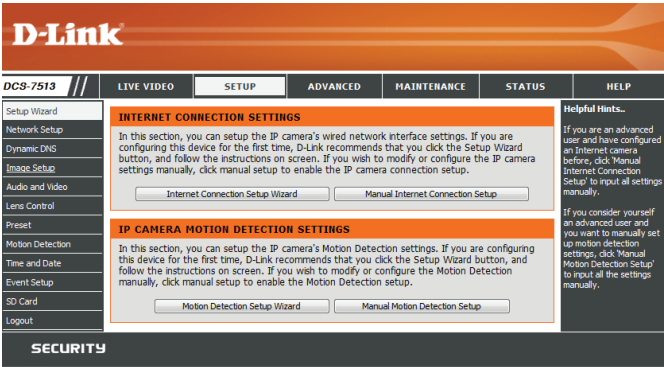 D-Link
DCS-7513 // LIVE VIDEO SETUP ADVANCED MAINTENANCE STATUS HELP
Setup Wizard
Network Setup
Dynamic DNS
Image Setup
Audio and Video
Lens Control
Preset
Motion Detection
Time and Date
Event Setup
SD Card
Logout
INTERNET CONNECTION SETTINGS
In this section, you can setup the IP camera's wired network interface settings. If you are
configuring this device for the first time, D-Link recommends that you click the Setup Wizard
button, and follow the instructions on screen. If you wish to modify or configure the IP camera
settings manually, click manual setup to enable the IP camera connection setup.
Internet Connection Setup Wizard Manual Internet Connection Setup
IP CAMERA MOTION DETECTION SETTINGS
In this section, you can setup the IP camera's Motion Detection settings. If you are configuring
this device for the first time, D-Link recommends that you click the Setup Wizard button, and
follow the instructions on screen. If you wish to modify or configure the Motion Detection
manually, click manual setup to enable the Motion Detection setup.
Motion Detection Setup Wizard Manual Motion Detection Setup
Helpful Hints..
If you are an advanced
user and have configured
an Internet camera
before, click 'Manual
Internet Connection
Setup' to input all settings
manually.
If you consider yourself
an advanced user and
you want to manually set
up motion detection
settings, click 'Manual
Motion Detection Setup'
to input all the settings
manually.
SECURITY